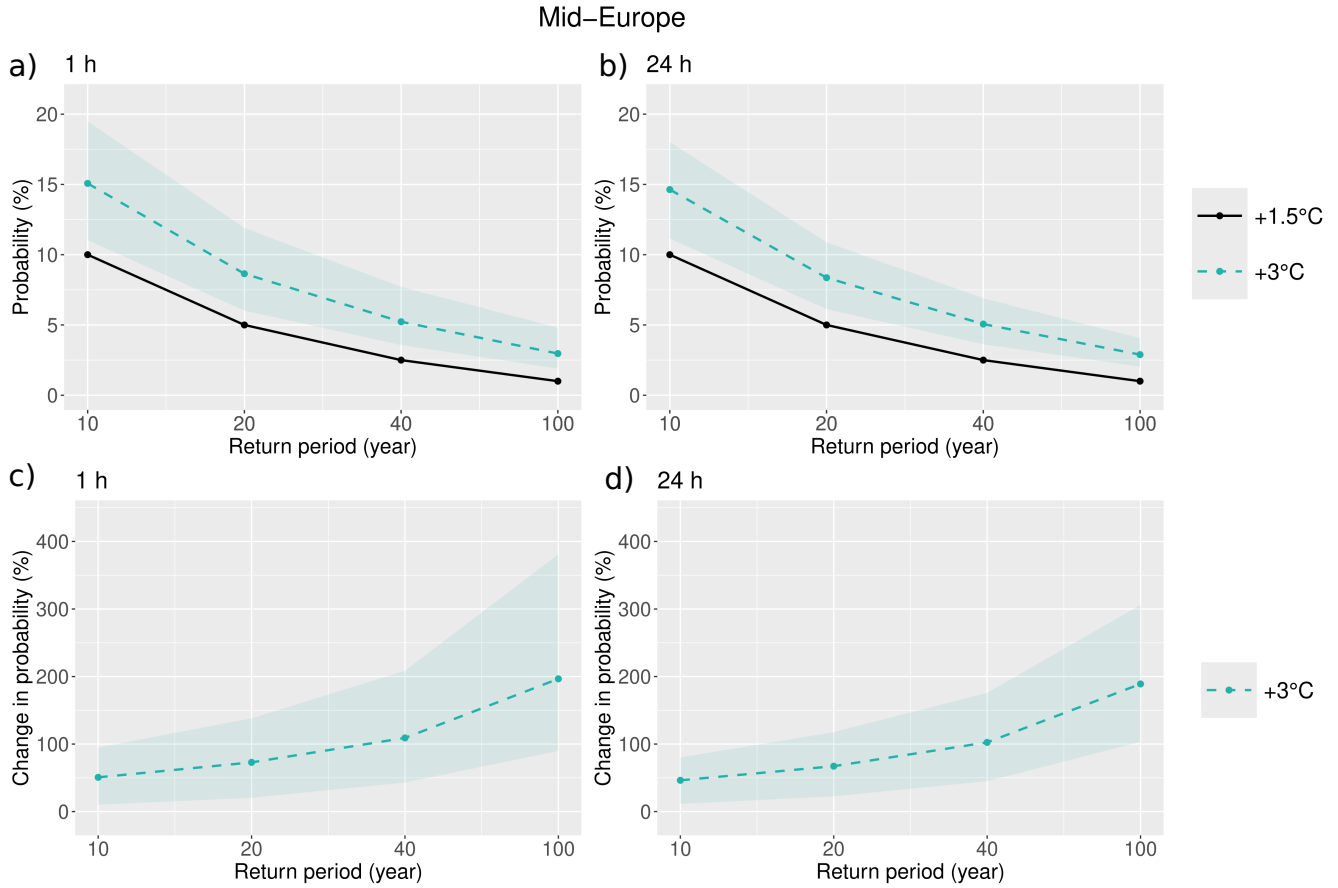 Mid−Europe
a) 1 h
20
15
10
5
0
Probability (%)
10 20 40 100
Return period (year)
b) 24 h
20
15
10
5
0
Probability (%)
10 20 40 100
Return period (year)
+1.5°C
+3°C
c) 1 h
400
300
200
100
0
Change in probability (%)
10 20 40 100
Return period (year)
d) 24 h
400
300
200
100
0
Change in probability (%)
10 20 40 100
Return period (year)
+3°C